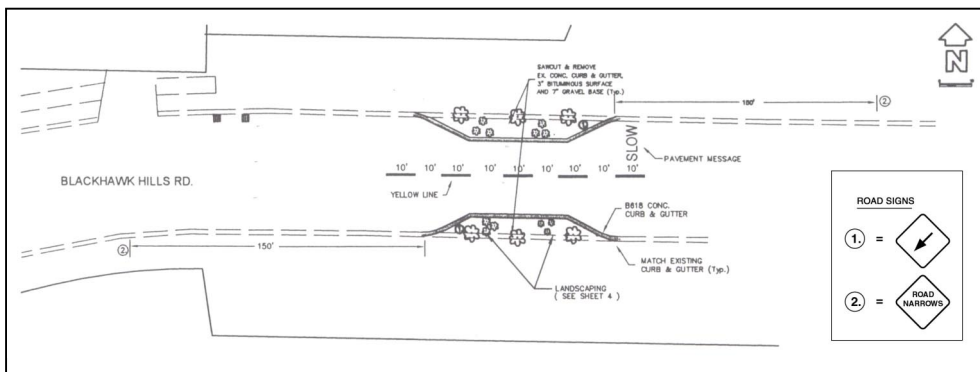 SAWCUT & REMOVE
EX. CONC. CURB & GUTTER,
3" BITUMINOUS SURFACE
AND 7" GRAVEL BASE (Typ.)
N
180'
2
SLOW
PAVEMENT MESSAGE
10' 10' 10' 10' 10' 10' 10' 10'
BLACKHAWK HILLS RD.
YELLOW LINE
B618 CONC.
CURB & GUTTER
2
150'
MATCH EXISTING
CURB & GUTTER (Typ.)
LANDSCAPING
( SEE SHEET 4 )
ROAD SIGNS
1. =
2. = ROAD
NARROWS